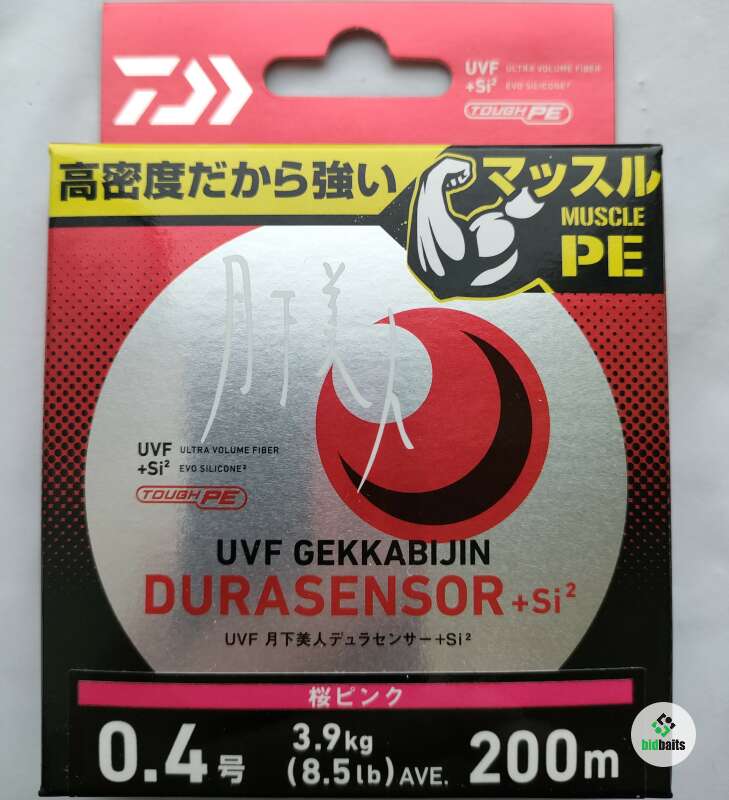 UVF ULTRA VOLUME FIBER
+Si² EVO SILICONE²
TOUGH PE
高密度だから強い
マッスル
MUSCLE
PE
月下美人
UVF ULTRA VOLUME FIBER
+Si² EVO SILICONE²
TOUGH PE
UVF GEKKABIJIN
DURASENSOR +Si²
UVF 月下美人デュラセンサー+Si²
桜ピンク
0.4号 3.9kg (8.5lb) AVE. 200m
bidbaits